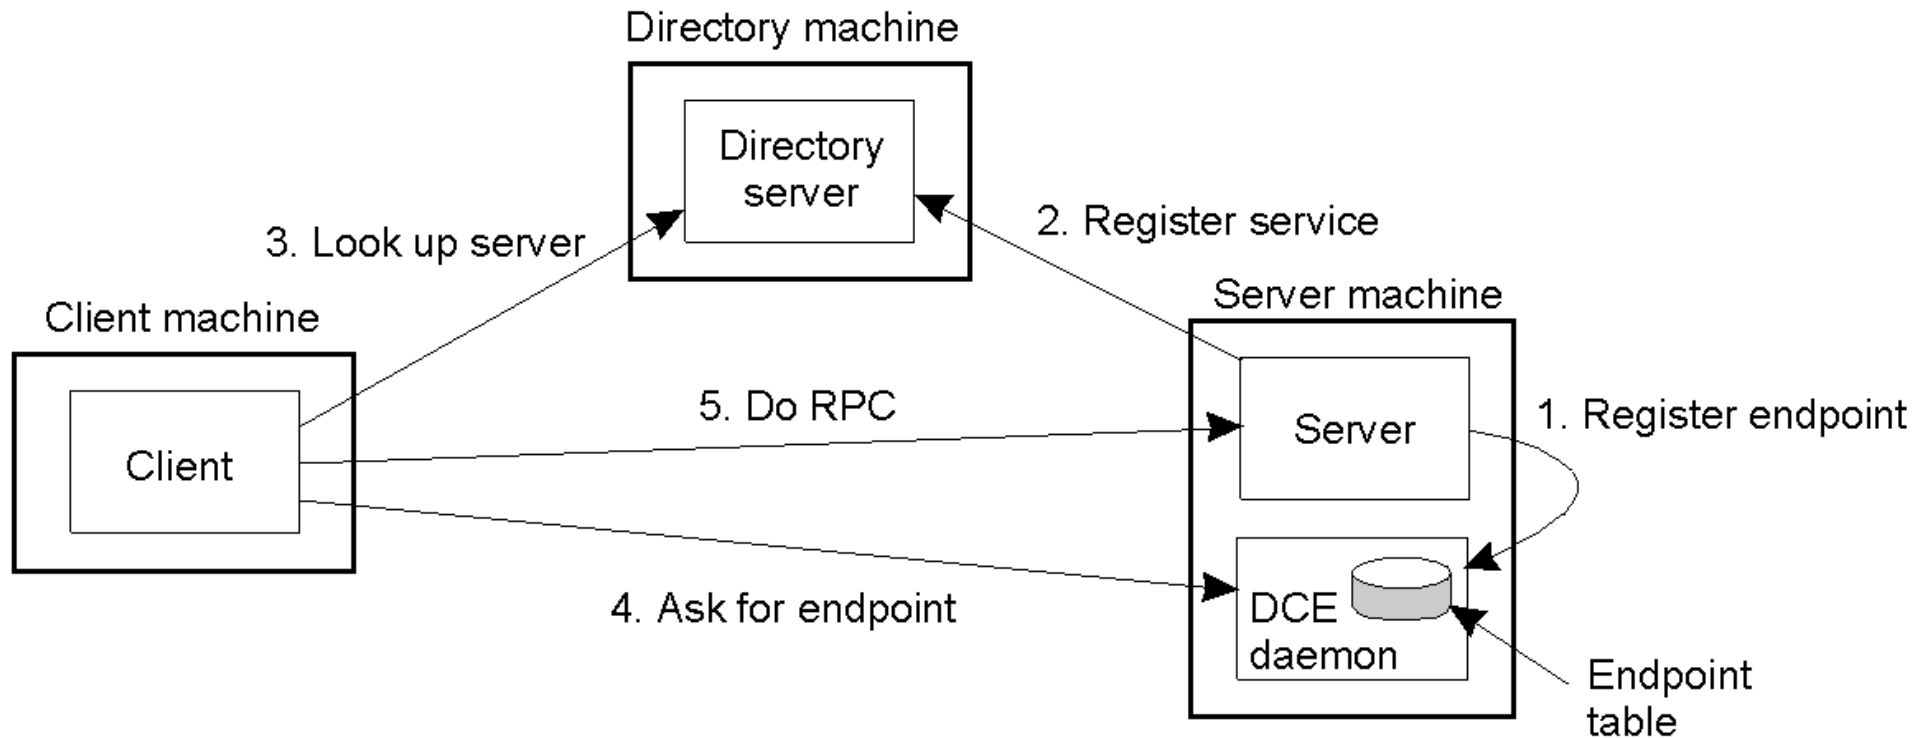 Directory machine
Directory
server
2. Register service
3. Look up server
Server machine
Client machine
5. Do RPC
1. Register endpoint
Server
Client
4. Ask for endpoint
DCE
daemon
Endpoint
table